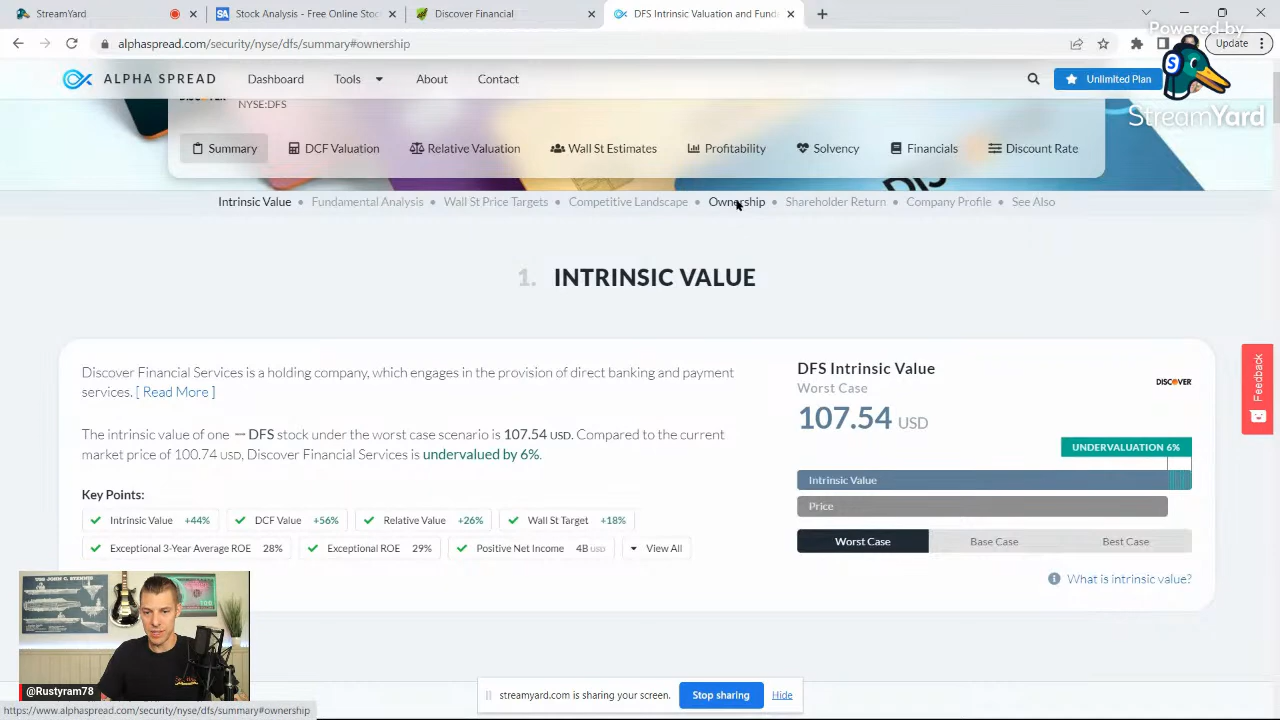 StreamYard
Stock Analysis - Free Online Stoc
Discover Financial
DFS Intrinsic Valuation and Fund
alphaspread.com/security/nyse/dfs/summary#ownership
Update
Powered by
StreamYard
ALPHA SPREAD
Dashboard
Tools
About
Contact
Unlimited Plan
NYSE:DFS
Summary
DCF Valuation
Relative Valuation
Wall St Estimates
Profitability
Solvency
Financials
Discount Rate
Intrinsic Value
Fundamental Analysis
Wall St Price Targets
Competitive Landscape
Ownership
Shareholder Return
Company Profile
See Also
1. INTRINSIC VALUE
Discover Financial Services is a holding company, which engages in the provision of direct banking and payment
services. [ Read More ]
The intrinsic value of one DFS stock under the worst case scenario is 107.54 USD. Compared to the current
market price of 100.74 USD, Discover Financial by 6%.
Key Points:
Intrinsic Value +44%
DCF Value +56%
Relative Value +26%
Wall St Target +18%
Exceptional 3-Year Average ROE 28%
Exceptional ROE 29%
Positive Net Income 4B USD
View All
DFS Intrinsic Value
Worst Case
107.54 USD
DISCOVER
UNDERVALUATION 6%
Intrinsic Value
Price
Worst Case
Base Case
Best Case
What is intrinsic value?
Feedback
USS JOHN C. STENNIS
@Rustyram78
streamyard.com is sharing your screen.
Stop sharing
Hide
https://www.alphaspread.com/security/nyse/dfs/summary#ownership